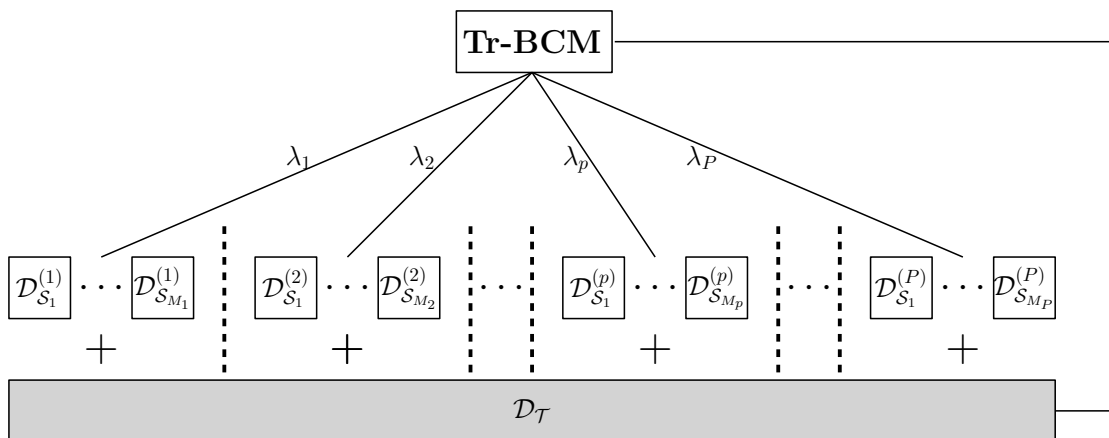 Tr-BCM
λ_1 λ_2 λ_p λ_P
𝒟_{𝒮_1}^{(1)} ··· 𝒟_{𝒮_{M_1}}^{(1)} 𝒟_{𝒮_1}^{(2)} ··· 𝒟_{𝒮_{M_2}}^{(2)} ··· 𝒟_{𝒮_1}^{(p)} ··· 𝒟_{𝒮_{M_p}}^{(p)} ··· 𝒟_{𝒮_1}^{(P)} ··· 𝒟_{𝒮_{M_P}}^{(P)}
+ + + +
𝒟_𝒯